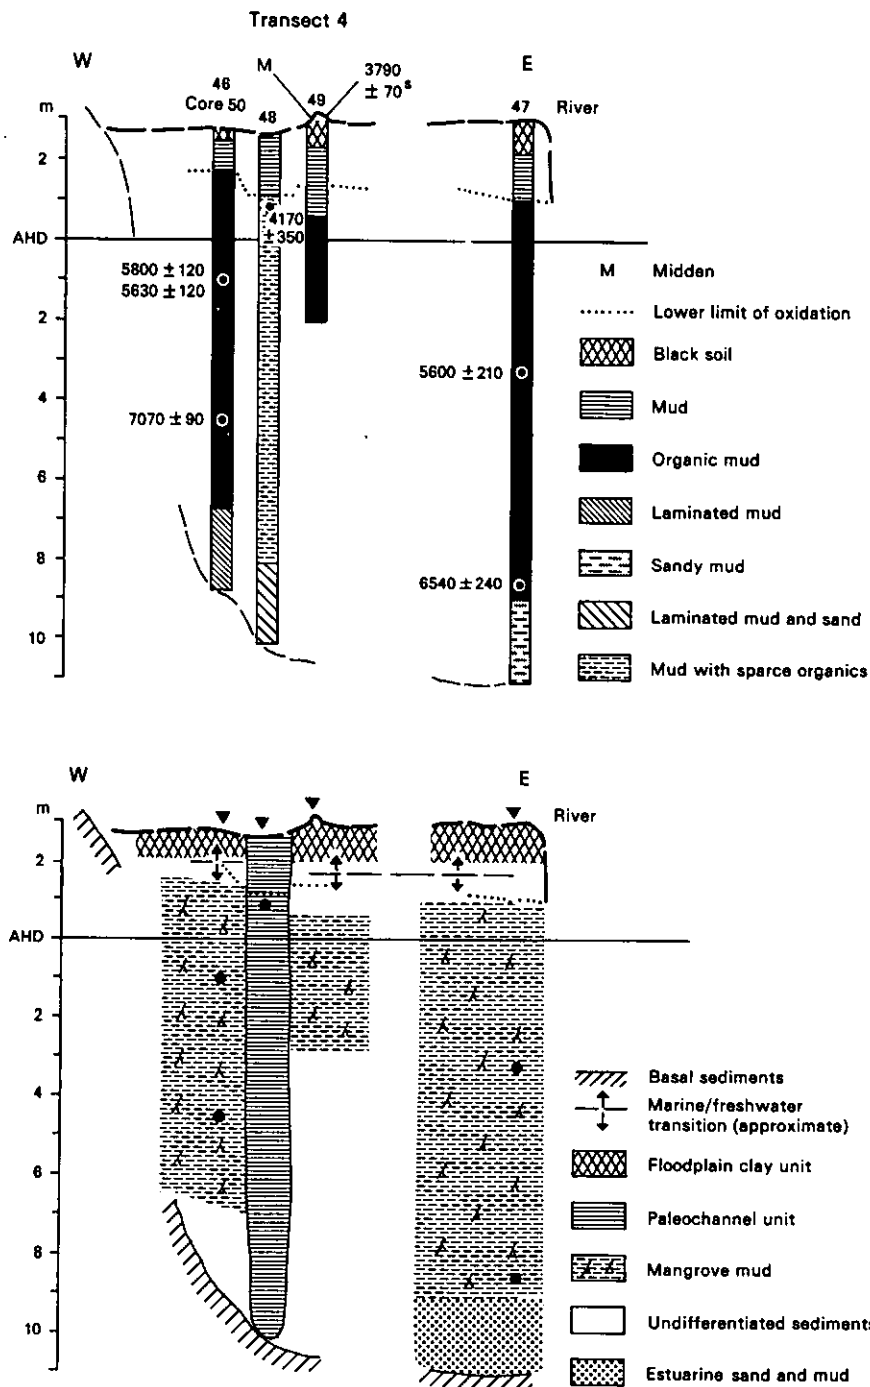 Transect 4
W
E
M
3790
± 70ˢ
46
Core 50
48
49
47
River
m
2
AHD
2
4
6
8
10
4170
±350
5800 ± 120
5630 ± 120
7070 ± 90
5600 ± 210
6540 ± 240
M Midden
Lower limit of oxidation
Black soil
Mud
Organic mud
Laminated mud
Sandy mud
Laminated mud and sand
Mud with sparce organics
W
E
m
River
2
AHD
2
4
6
8
10
Basal sediments
Marine/freshwater
transition (approximate)
Floodplain clay unit
Paleochannel unit
Mangrove mud
Undifferentiated sediments
Estuarine sand and mud